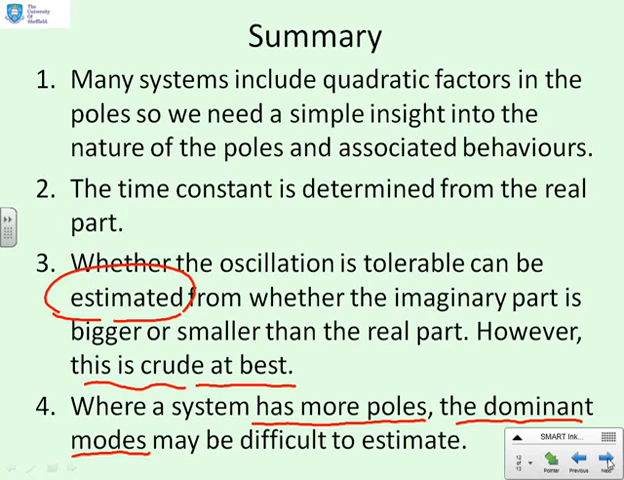 The
University
Of
Sheffield.
Summary
1. Many systems include quadratic factors in the
poles so we need a simple insight into the
nature of the poles and associated behaviours.
2. The time constant is determined from the real
part.
3. Whether the oscillation is tolerable can be
estimated from whether the imaginary part is
bigger or smaller than the real part. However,
this is crude at best.
4. Where a system has more poles, the dominant
modes may be difficult to estimate.
SMART Ink...
12
of
13
Pointer Previous Next